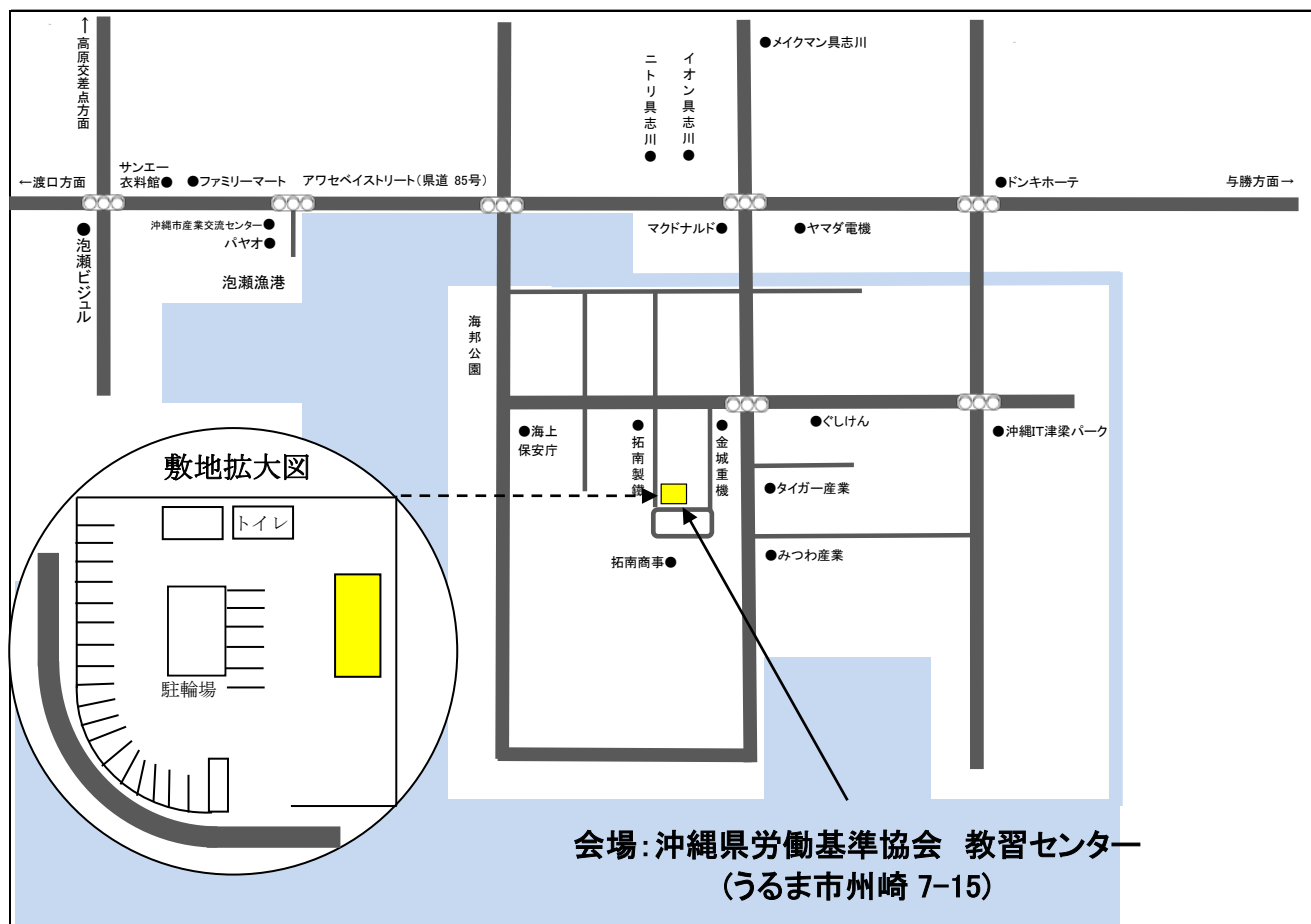 ↑高原交差点方面
●メイクマン具志川
ニトリ具志川●
イオン具志川●
←渡口方面
サンエー
衣料館●
●ファミリーマート
アワセベイストリート(県道 85号)
●ドンキホーテ
与勝方面→
●泡瀬ビジュル
沖縄市産業交流センター●
パヤオ●
泡瀬漁港
マクドナルド●
●ヤマダ電機
海邦公園
●海上
保安庁
●拓南製鐵
●金城重機
●ぐしけん
●沖縄IT津梁パーク
●タイガー産業
●みつわ産業
拓南商事●
敷地拡大図
トイレ
駐輪場
会場:沖縄県労働基準協会 教習センター
(うるま市州崎 7-15)